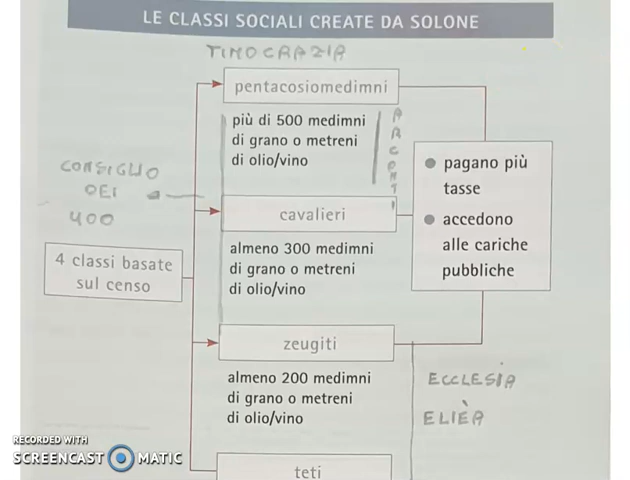 LE CLASSI SOCIALI CREATE DA SOLONE
TIMOCRAZIA
pentacosiomedimni
più di 500 medimni
di grano o metreni
di olio/vino
ARCONTI
CONSIGLIO
DEI
400
pagano più
tasse
accedono
alle cariche
pubbliche
cavalieri
almeno 300 medimni
di grano o metreni
di olio/vino
4 classi basate
sul censo
zeugiti
almeno 200 medimni
di grano o metreni
di olio/vino
ECCLESIA
ELIÈA
teti
RECORDED WITH
SCREENCAST MATIC